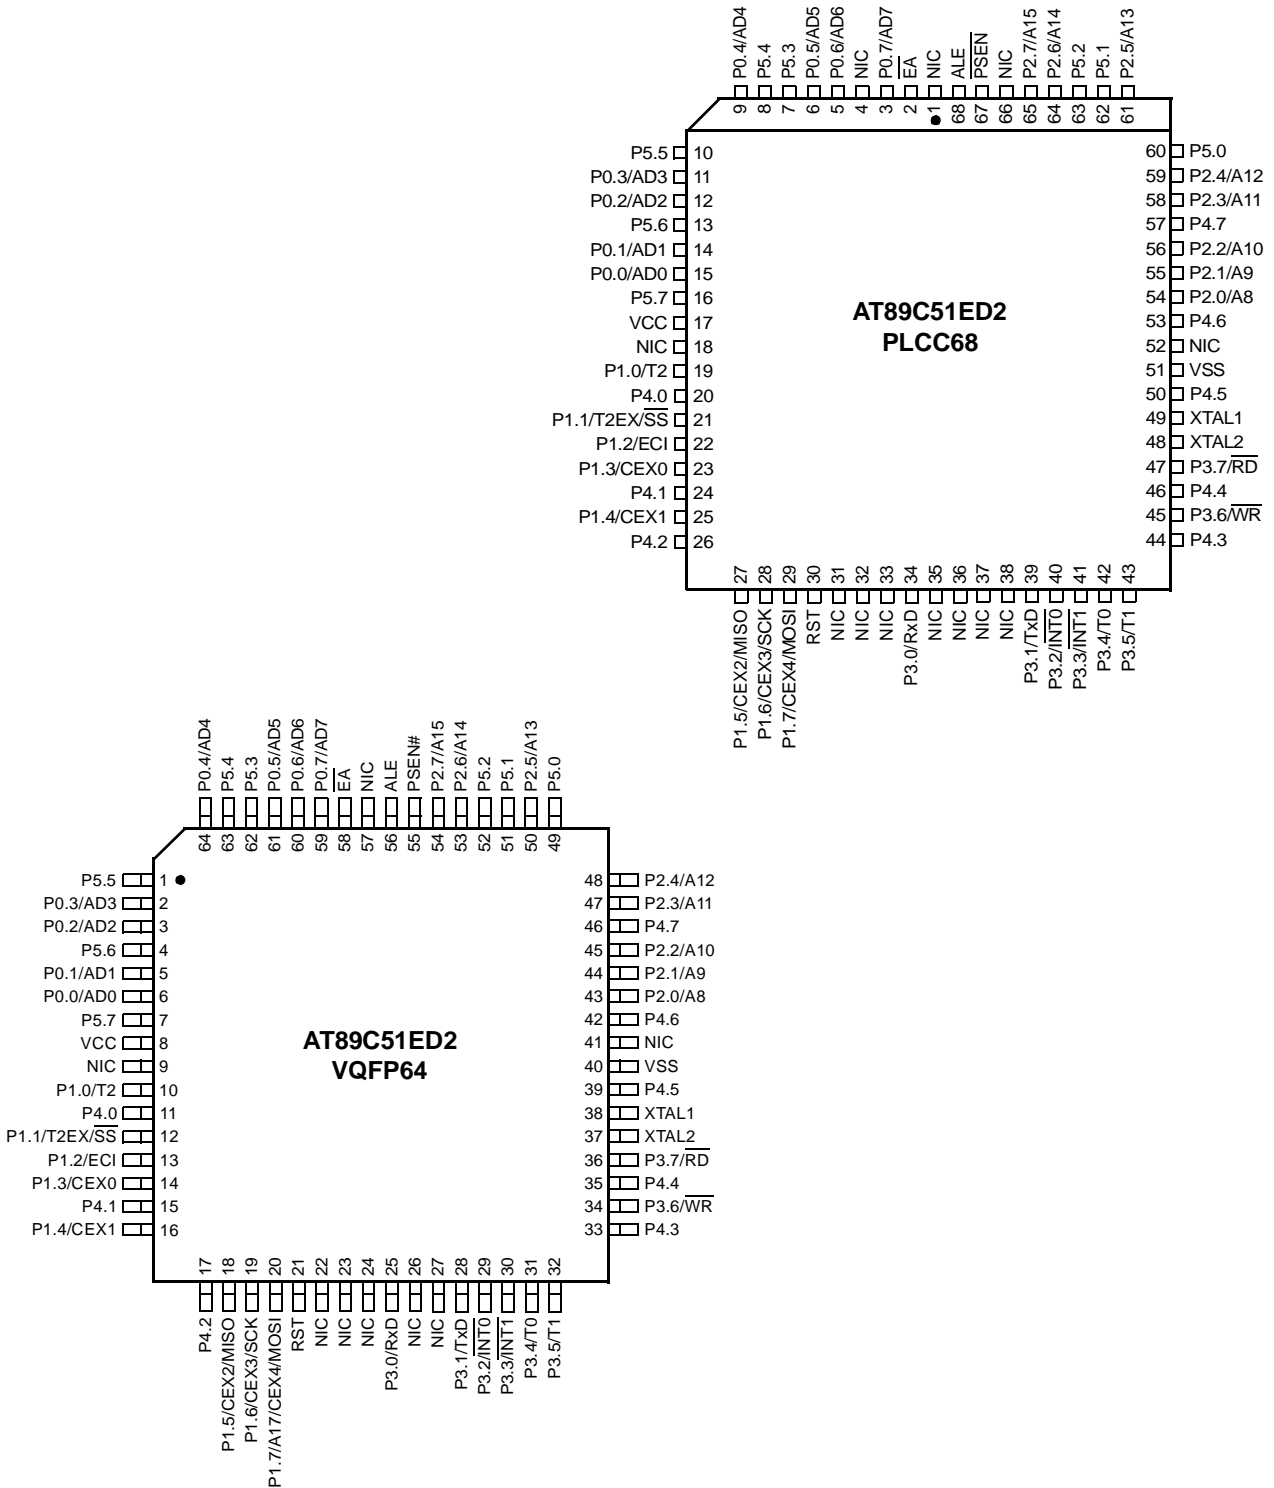 P0.4/AD4
P5.4
P5.3
P0.5/AD5
P0.6/AD6
NIC
P0.7/AD7
EA
NIC
ALE
PSEN
NIC
P2.7/A15
P2.6/A14
P5.2
P5.1
P2.5/A13
9 8 7 6 5 4 3 2 1 68 67 66 65 64 63 62 61
P5.5 10
P0.3/AD3 11
P0.2/AD2 12
P5.6 13
P0.1/AD1 14
P0.0/AD0 15
P5.7 16
VCC 17
NIC 18
P1.0/T2 19
P4.0 20
P1.1/T2EX/SS 21
P1.2/ECI 22
P1.3/CEX0 23
P4.1 24
P1.4/CEX1 25
P4.2 26
AT89C51ED2
PLCC68
60 P5.0
59 P2.4/A12
58 P2.3/A11
57 P4.7
56 P2.2/A10
55 P2.1/A9
54 P2.0/A8
53 P4.6
52 NIC
51 VSS
50 P4.5
49 XTAL1
48 XTAL2
47 P3.7/RD
46 P4.4
45 P3.6/WR
44 P4.3
27 28 29 30 31 32 33 34 35 36 37 38 39 40 41 42 43
P1.5/CEX2/MISO
P1.6/CEX3/SCK
P1.7/CEX4/MOSI
RST
NIC
NIC
NIC
P3.0/RxD
NIC
NIC
NIC
NIC
P3.1/TxD
P3.2/INT0
P3.3/INT1
P3.4/T0
P3.5/T1
P0.4/AD4
P5.4
P5.3
P0.5/AD5
P0.6/AD6
P0.7/AD7
EA
NIC
ALE
PSEN#
P2.7/A15
P2.6/A14
P5.2
P5.1
P2.5/A13
P5.0
64 63 62 61 60 59 58 57 56 55 54 53 52 51 50 49
P5.5 1
P0.3/AD3 2
P0.2/AD2 3
P5.6 4
P0.1/AD1 5
P0.0/AD0 6
P5.7 7
VCC 8
NIC 9
P1.0/T2 10
P4.0 11
P1.1/T2EX/SS 12
P1.2/ECI 13
P1.3/CEX0 14
P4.1 15
P1.4/CEX1 16
AT89C51ED2
VQFP64
48 P2.4/A12
47 P2.3/A11
46 P4.7
45 P2.2/A10
44 P2.1/A9
43 P2.0/A8
42 P4.6
41 NIC
40 VSS
39 P4.5
38 XTAL1
37 XTAL2
36 P3.7/RD
35 P4.4
34 P3.6/WR
33 P4.3
17 18 19 20 21 22 23 24 25 26 27 28 29 30 31 32
P4.2
P1.5/CEX2/MISO
P1.6/CEX3/SCK
P1.7/A17/CEX4/MOSI
RST
NIC
NIC
NIC
P3.0/RxD
NIC
NIC
P3.1/TxD
P3.2/INT0
P3.3/INT1
P3.4/T0
P3.5/T1